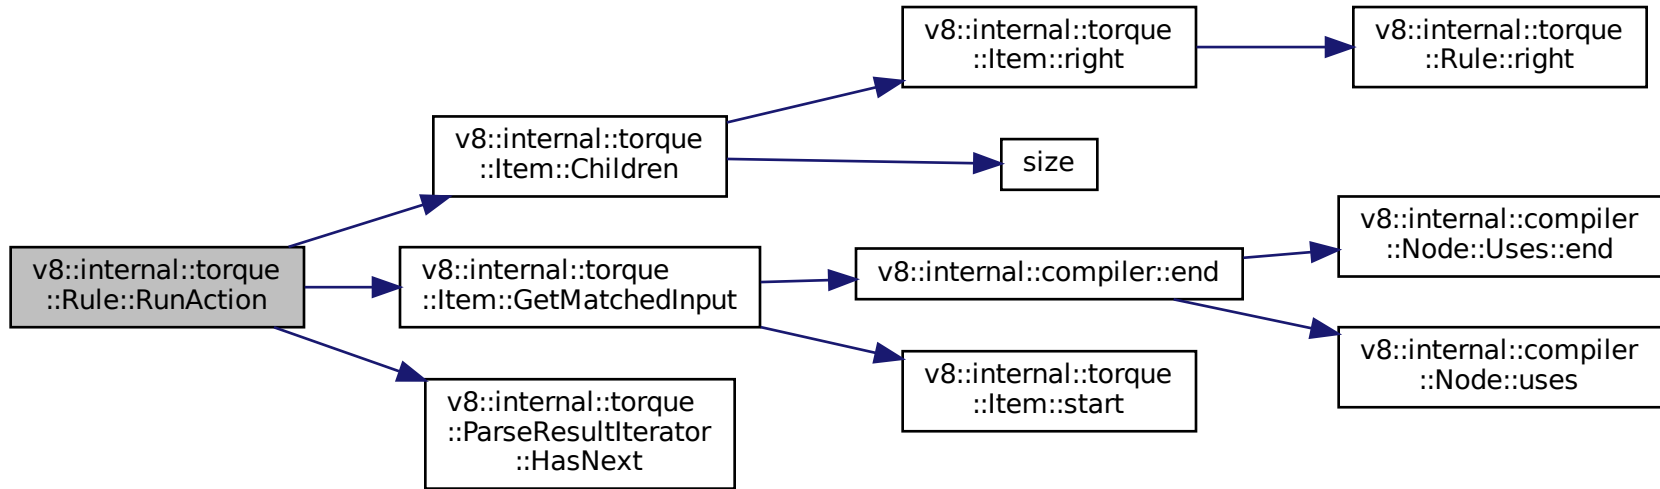 v8::internal::torque
::Rule::RunAction
v8::internal::torque
::Item::Children
v8::internal::torque
::Item::GetMatchedInput
v8::internal::torque
::ParseResultIterator
::HasNext
v8::internal::torque
::Item::right
size
v8::internal::compiler::end
v8::internal::torque
::Item::start
v8::internal::torque
::Rule::right
v8::internal::compiler
::Node::Uses::end
v8::internal::compiler
::Node::uses